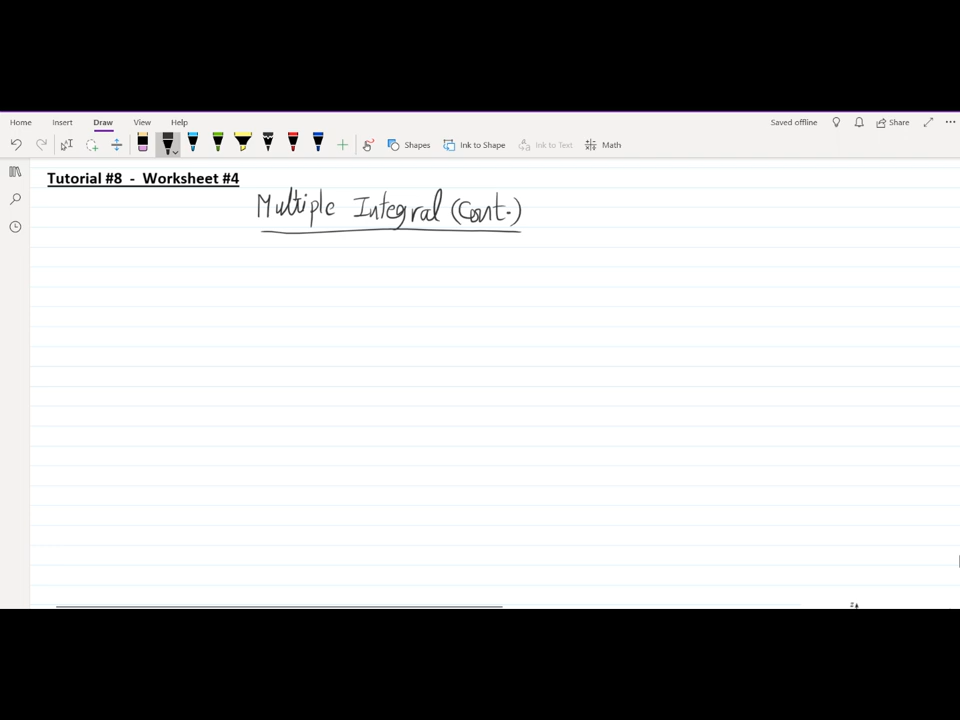 Home Insert Draw View Help Saved offline Share
Shapes Ink to Shape Ink to Text Math
Tutorial #8 - Worksheet #4
Multiple Integral (Cont.)